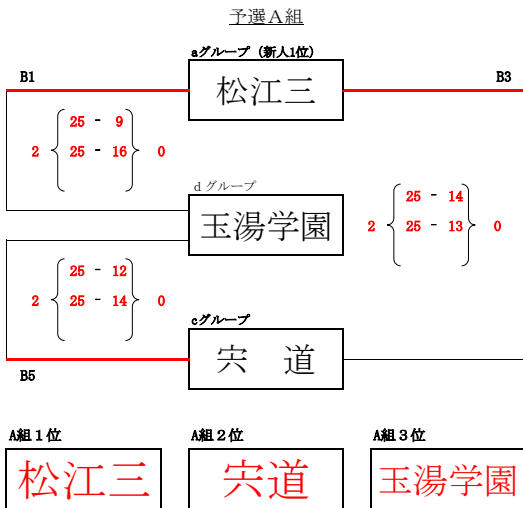 予選Ａ組
aグループ（新人1位）
B1
B3
松江三
25 - 9
2 25 - 16 0
dグループ
玉湯学園
25 - 14
2 25 - 13 0
25 - 12
2 25 - 14 0
cグループ
宍　道
B5
A組１位
A組２位
A組３位
松江三
宍道
玉湯学園